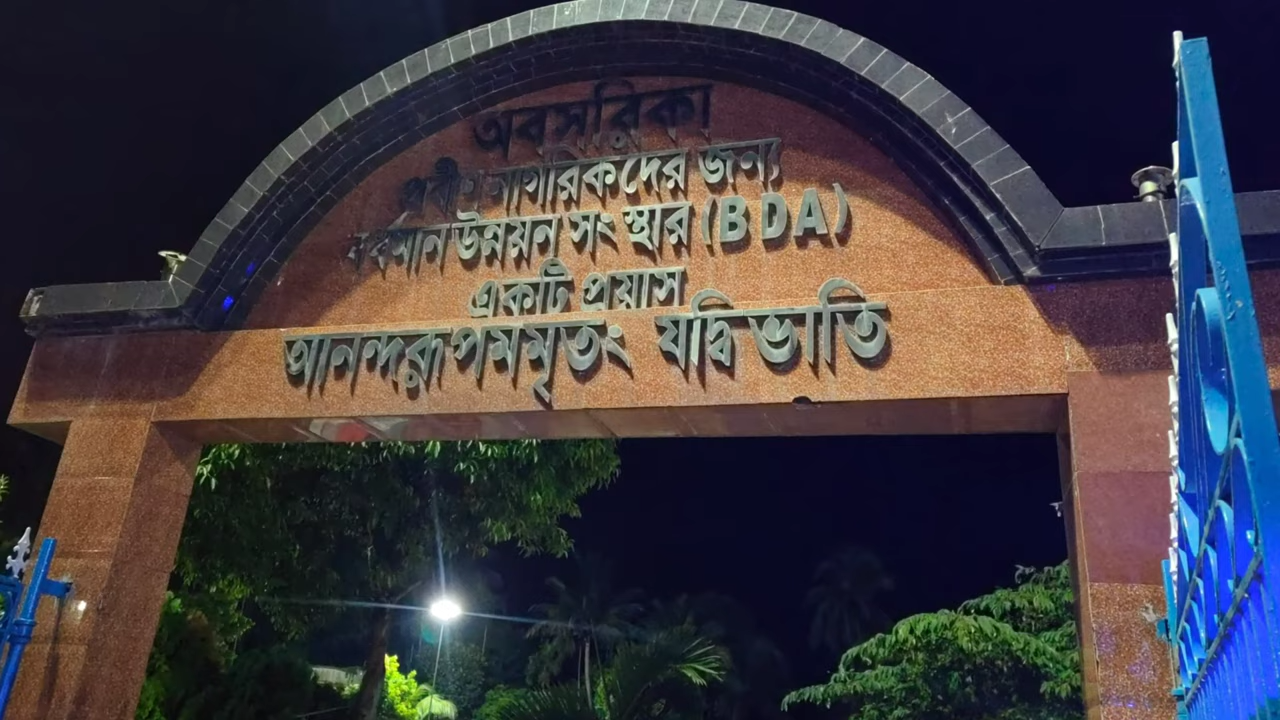 অবসরিকা
প্রবীণ নাগরিকদের জন্য
বর্ধমান উন্নয়ন সংস্থার (BDA)
একটি প্রয়াস
আনন্দরূপমমৃতং যদ্বিভাতি